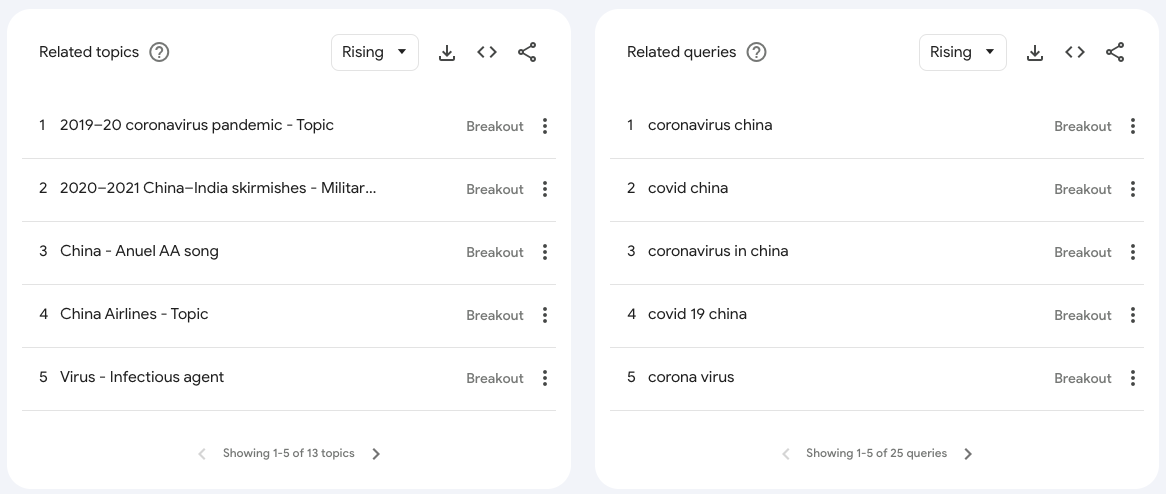 Related topics
Rising
1 2019–20 coronavirus pandemic - Topic Breakout
2 2020–2021 China–India skirmishes - Militar... Breakout
3 China - Anuel AA song Breakout
4 China Airlines - Topic Breakout
5 Virus - Infectious agent Breakout
Showing 1-5 of 13 topics
Related queries
Rising
1 coronavirus china Breakout
2 covid china Breakout
3 coronavirus in china Breakout
4 covid 19 china Breakout
5 corona virus Breakout
Showing 1-5 of 25 queries